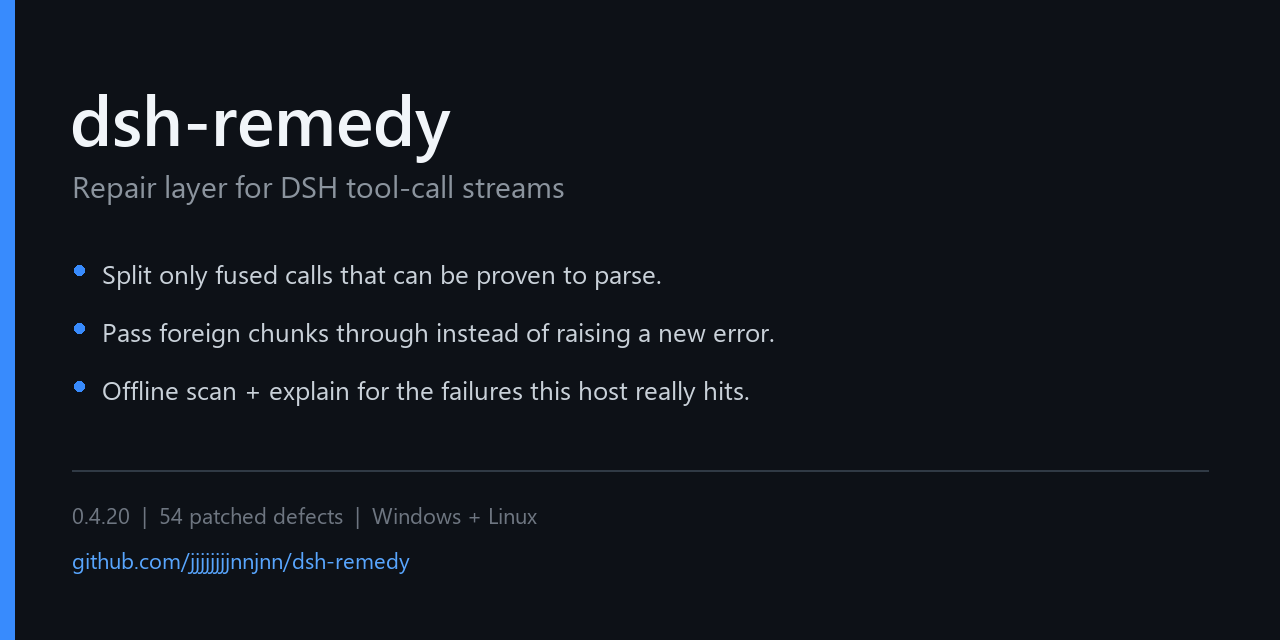 dsh-remedy
Repair layer for DSH tool-call streams
Split only fused calls that can be proven to parse.
Pass foreign chunks through instead of raising a new error.
Offline scan + explain for the failures this host really hits.
0.4.20 | 54 patched defects | Windows + Linux
github.com/jjjjjjjjnnjnn/dsh-remedy